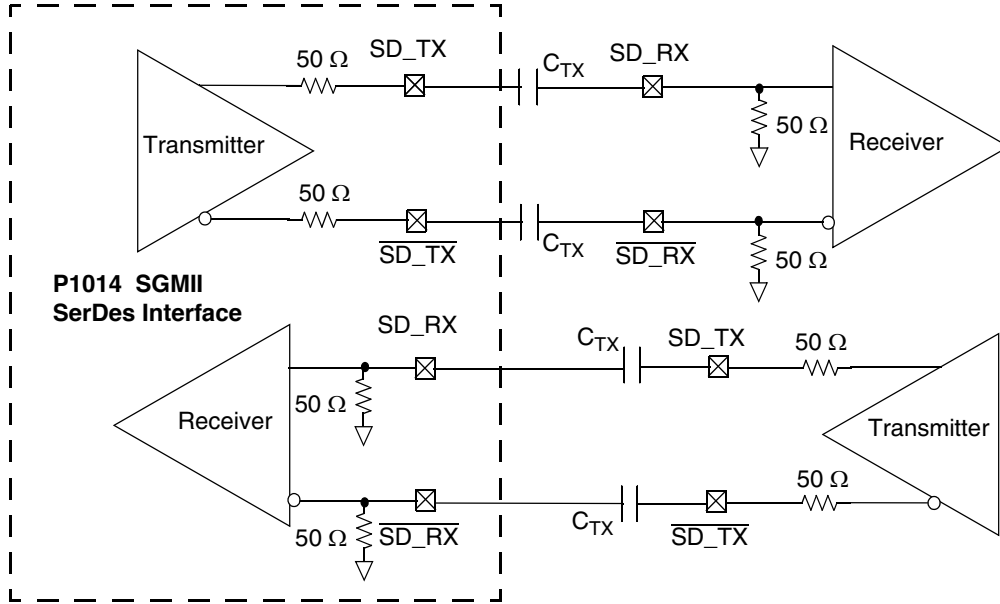 50 Ω
SD_TX
C_TX
SD_RX
50 Ω
Transmitter
Receiver
50 Ω
SD_TX
C_TX
SD_RX
50 Ω
P1014 SGMII
SerDes Interface
SD_RX
C_TX
SD_TX
50 Ω
50 Ω
Receiver
Transmitter
50 Ω
50 Ω
SD_RX
C_TX
SD_TX